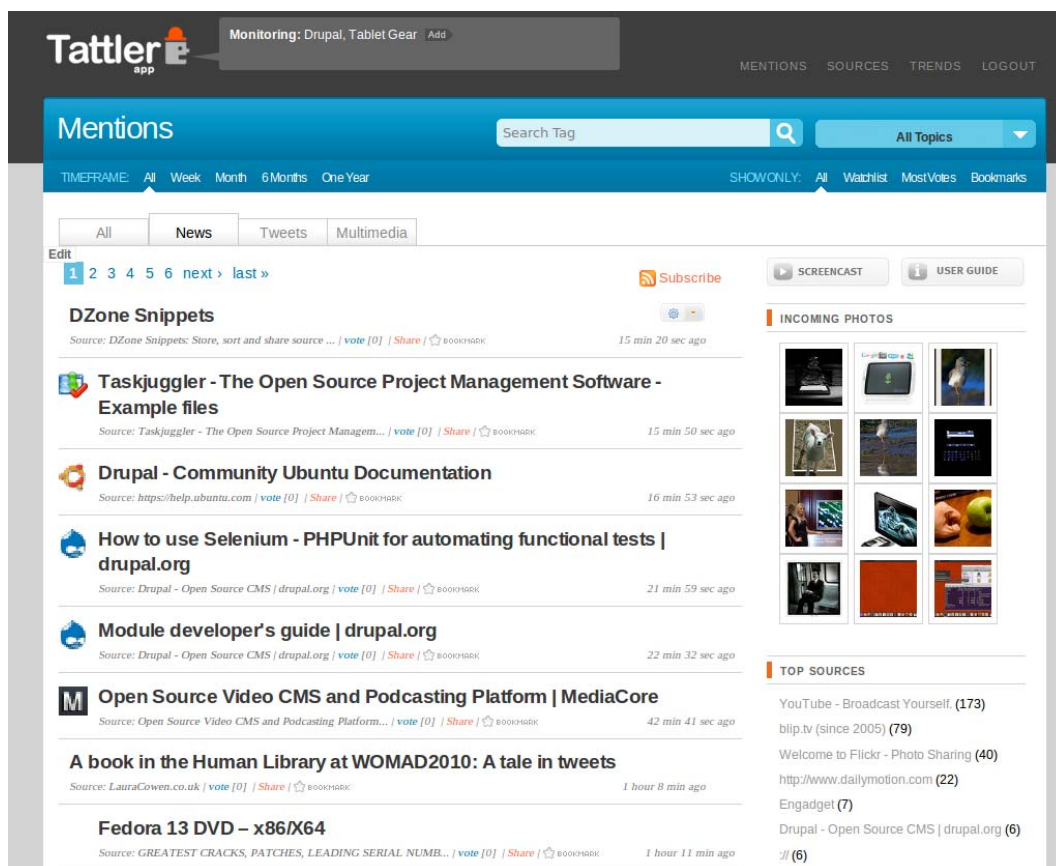 Tattler
app
Monitoring: Drupal, Tablet Gear Add
MENTIONS SOURCES TRENDS LOGOUT
Mentions
Search Tag
All Topics
TIMEFRAME: All Week Month 6 Months One Year
SHOW ONLY: All Watchlist Most Votes Bookmarks
All News Tweets Multimedia
Edit
1 2 3 4 5 6 next › last »
Subscribe
DZone Snippets
Source: DZone Snippets: Store, sort and share source ... | vote [0] | Share | BOOKMARK 15 min 20 sec ago
Taskjuggler - The Open Source Project Management Software -
Example files
Source: Taskjuggler - The Open Source Project Managem... | vote [0] | Share | BOOKMARK 15 min 50 sec ago
Drupal - Community Ubuntu Documentation
Source: https://help.ubuntu.com | vote [0] | Share | BOOKMARK 16 min 53 sec ago
How to use Selenium - PHPUnit for automating functional tests |
drupal.org
Source: Drupal - Open Source CMS | drupal.org | vote [0] | Share | BOOKMARK 21 min 59 sec ago
Module developer's guide | drupal.org
Source: Drupal - Open Source CMS | drupal.org | vote [0] | Share | BOOKMARK 22 min 32 sec ago
M
Open Source Video CMS and Podcasting Platform | MediaCore
Source: Open Source Video CMS and Podcasting Platform... | vote [0] | Share | BOOKMARK 42 min 41 sec ago
A book in the Human Library at WOMAD2010: A tale in tweets
Source: LauraCowen.co.uk | vote [0] | Share | BOOKMARK 1 hour 8 min ago
Fedora 13 DVD – x86/X64
Source: GREATEST CRACKS, PATCHES, LEADING SERIAL NUMB... | vote [0] | Share | BOOKMARK 1 hour 11 min ago
SCREENCAST
USER GUIDE
INCOMING PHOTOS
TOP SOURCES
YouTube - Broadcast Yourself. (173)
blip.tv (since 2005) (79)
Welcome to Flickr - Photo Sharing (40)
http://www.dailymotion.com (22)
Engadget (7)
Drupal - Open Source CMS | drupal.org (6)
:// (6)